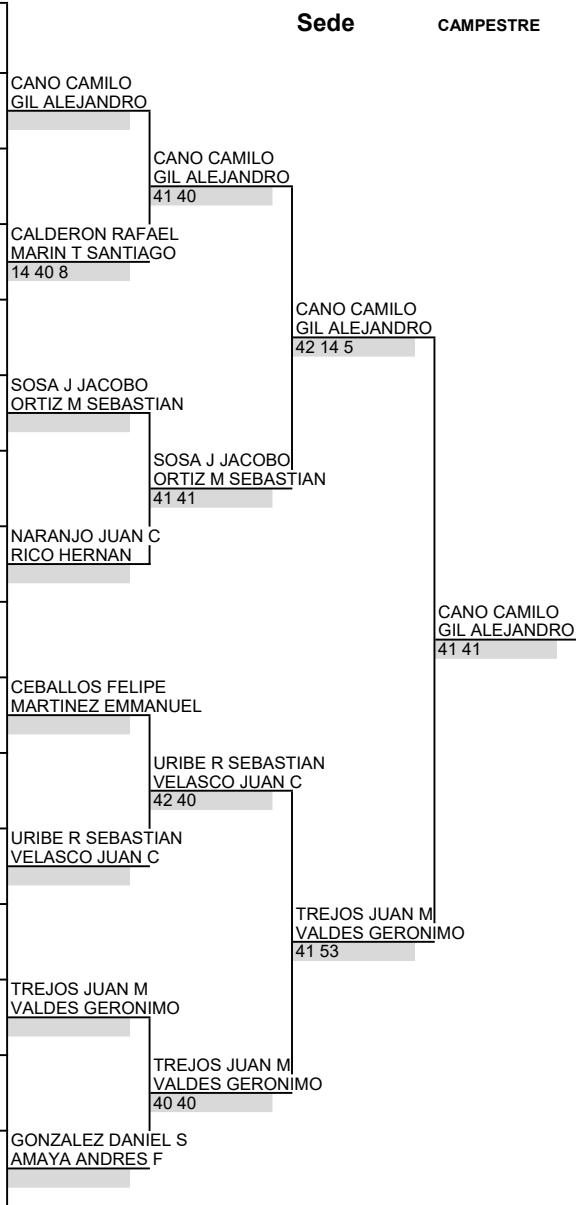 Sede CAMPESTRE
CANO CAMILO
GIL ALEJANDRO
CANO CAMILO
GIL ALEJANDRO
41 40
CALDERON RAFAEL
MARIN T SANTIAGO
14 40 8
CANO CAMILO
GIL ALEJANDRO
42 14 5
SOSA J JACOBO
ORTIZ M SEBASTIAN
SOSA J JACOBO
ORTIZ M SEBASTIAN
41 41
NARANJO JUAN C
RICO HERNAN
CANO CAMILO
GIL ALEJANDRO
41 41
CEBALLOS FELIPE
MARTINEZ EMMANUEL
URIBE R SEBASTIAN
VELASCO JUAN C
42 40
URIBE R SEBASTIAN
VELASCO JUAN C
TREJOS JUAN M
VALDES GERONIMO
41 53
TREJOS JUAN M
VALDES GERONIMO
TREJOS JUAN M
VALDES GERONIMO
40 40
GONZALEZ DANIEL S
AMAYA ANDRES F